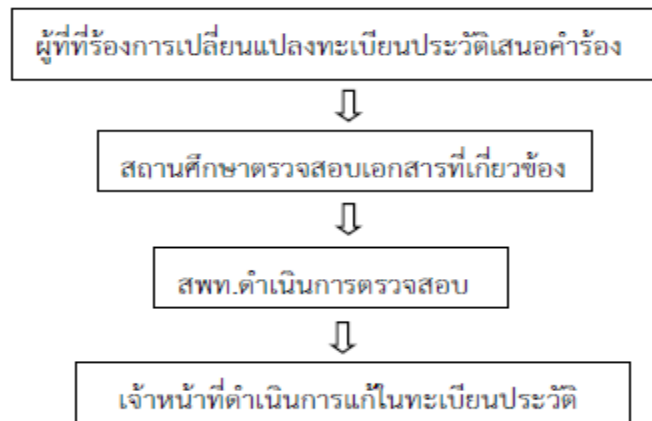 ผู้ที่ที่ร้องการเปลี่ยนแปลงทะเบียนประวัติเสนอคำร้อง
สถานศึกษาตรวจสอบเอกสารที่เกี่ยวข้อง
สพท.ดำเนินการตรวจสอบ
เจ้าหน้าที่ดำเนินการแก้ในทะเบียนประวัติ